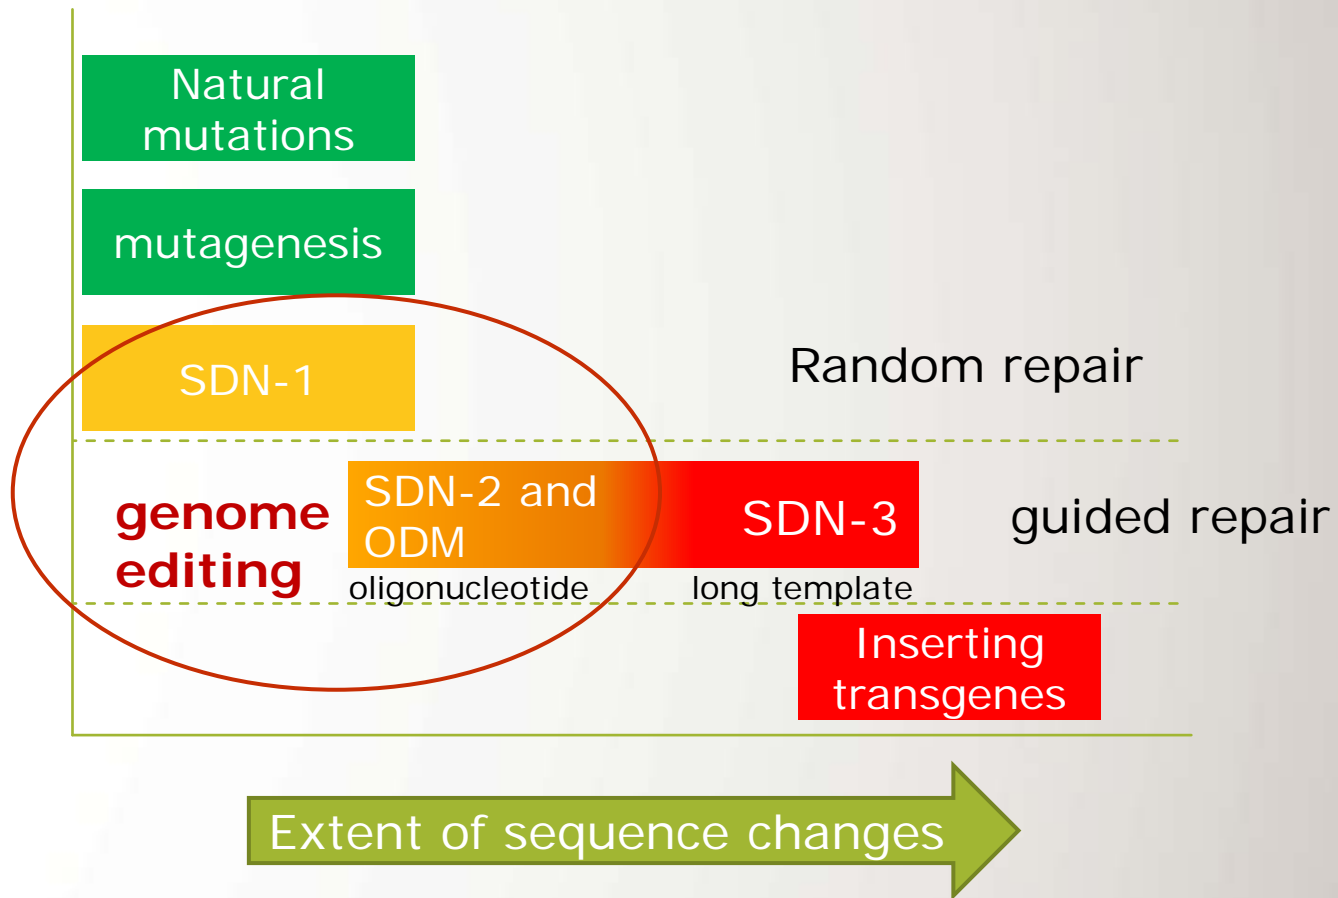 Natural
mutations
mutagenesis
SDN-1
Random repair
genome
editing
SDN-2 and
ODM
oligonucleotide
SDN-3
long template
guided repair
Inserting
transgenes
Extent of sequence changes